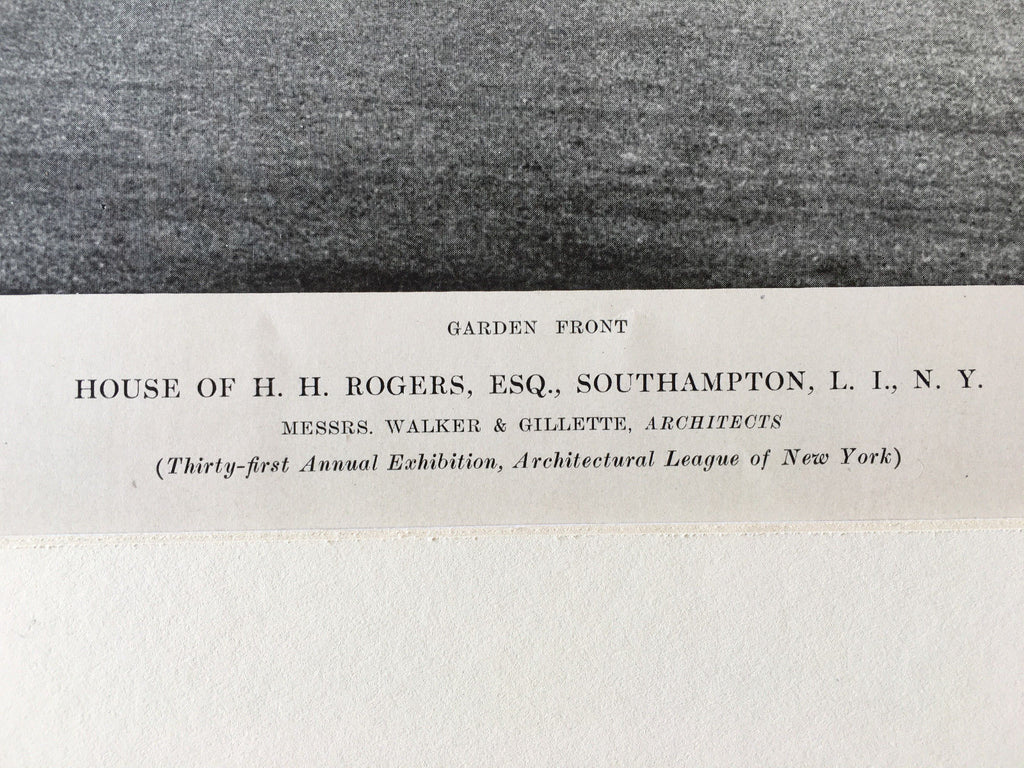 GARDEN FRONT
HOUSE OF H. H. ROGERS, ESQ., SOUTHAMPTON, L. I., N. Y.
MESSRS. WALKER & GILLETTE, ARCHITECTS
(Thirty-first Annual Exhibition, Architectural League of New York)